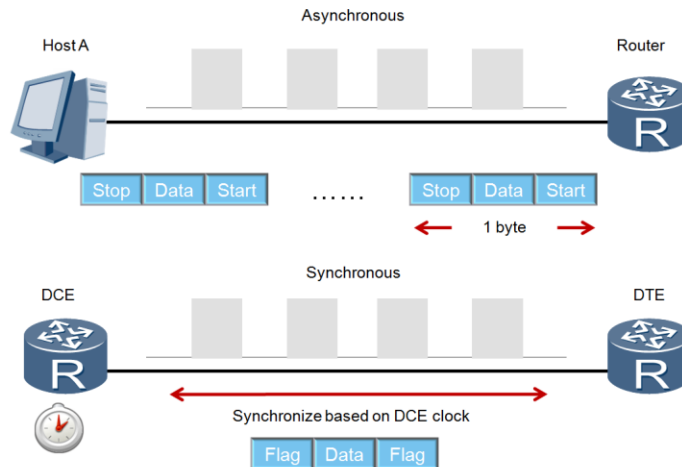 Asynchronous
Host A
Router
R
Stop Data Start ...... Stop Data Start
1 byte
Synchronous
DCE
DTE
R
R
Synchronize based on DCE clock
Flag Data Flag